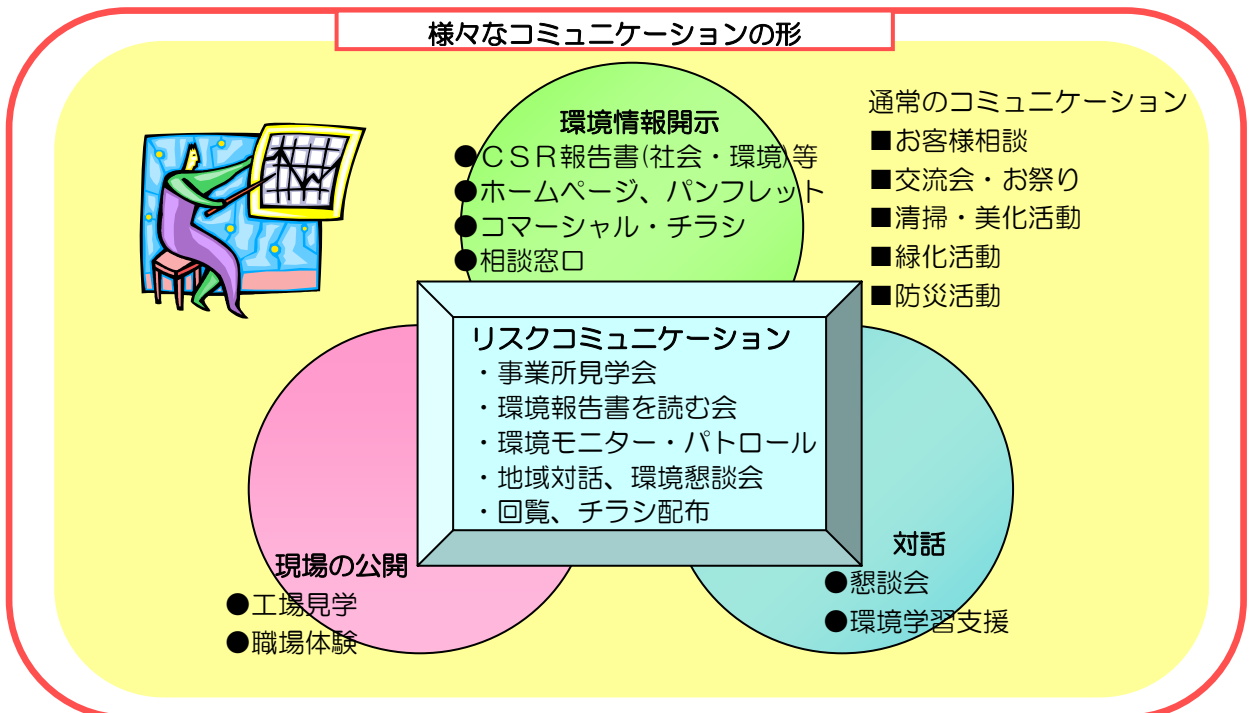 様々なコミュニケーションの形
環境情報開示
●ＣＳＲ報告書(社会・環境)等
●ホームページ、パンフレット
●コマーシャル・チラシ
●相談窓口
通常のコミュニケーション
■お客様相談
■交流会・お祭り
■清掃・美化活動
■緑化活動
■防災活動
リスクコミュニケーション
・事業所見学会
・環境報告書を読む会
・環境モニター・パトロール
・地域対話、環境懇談会
・回覧、チラシ配布
現場の公開
●工場見学
●職場体験
対話
●懇談会
●環境学習支援